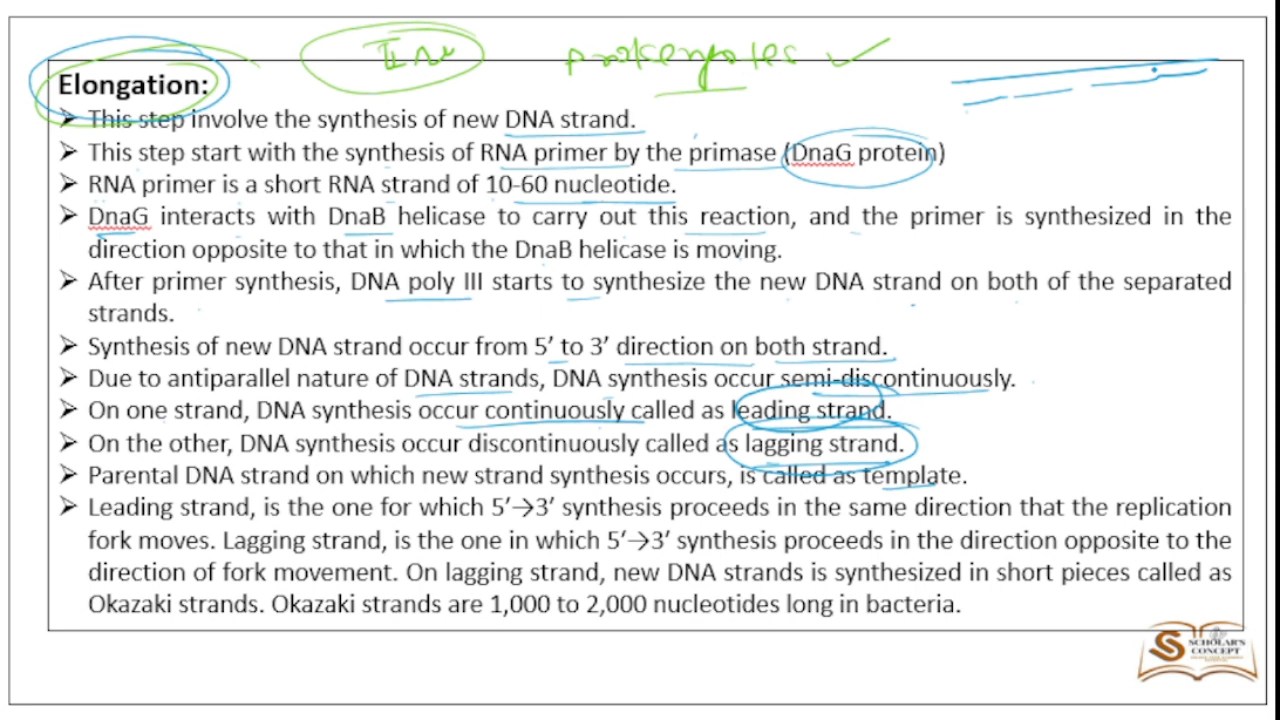 In prokaryotes
Elongation:
➢ This step involve the synthesis of new DNA strand.
➢ This step start with the synthesis of RNA primer by the primase (DnaG protein)
➢ RNA primer is a short RNA strand of 10-60 nucleotide.
➢ DnaG interacts with DnaB helicase to carry out this reaction, and the primer is synthesized in the
direction opposite to that in which the DnaB helicase is moving.
➢ After primer synthesis, DNA poly III starts to synthesize the new DNA strand on both of the separated
strands.
➢ Synthesis of new DNA strand occur from 5′ to 3′ direction on both strand.
➢ Due to antiparallel nature of DNA strands, DNA synthesis occur semi-discontinuously.
➢ On one strand, DNA synthesis occur continuously called as leading strand.
➢ On the other, DNA synthesis occur discontinuously called as lagging strand.
➢ Parental DNA strand on which new strand synthesis occurs, is called as template.
➢ Leading strand, is the one for which 5′→3′ synthesis proceeds in the same direction that the replication
fork moves. Lagging strand, is the one in which 5′→3′ synthesis proceeds in the direction opposite to the
direction of fork movement. On lagging strand, new DNA strands is synthesized in short pieces called as
Okazaki strands. Okazaki strands are 1,000 to 2,000 nucleotides long in bacteria.
SCHOLAR'S
CONCEPT